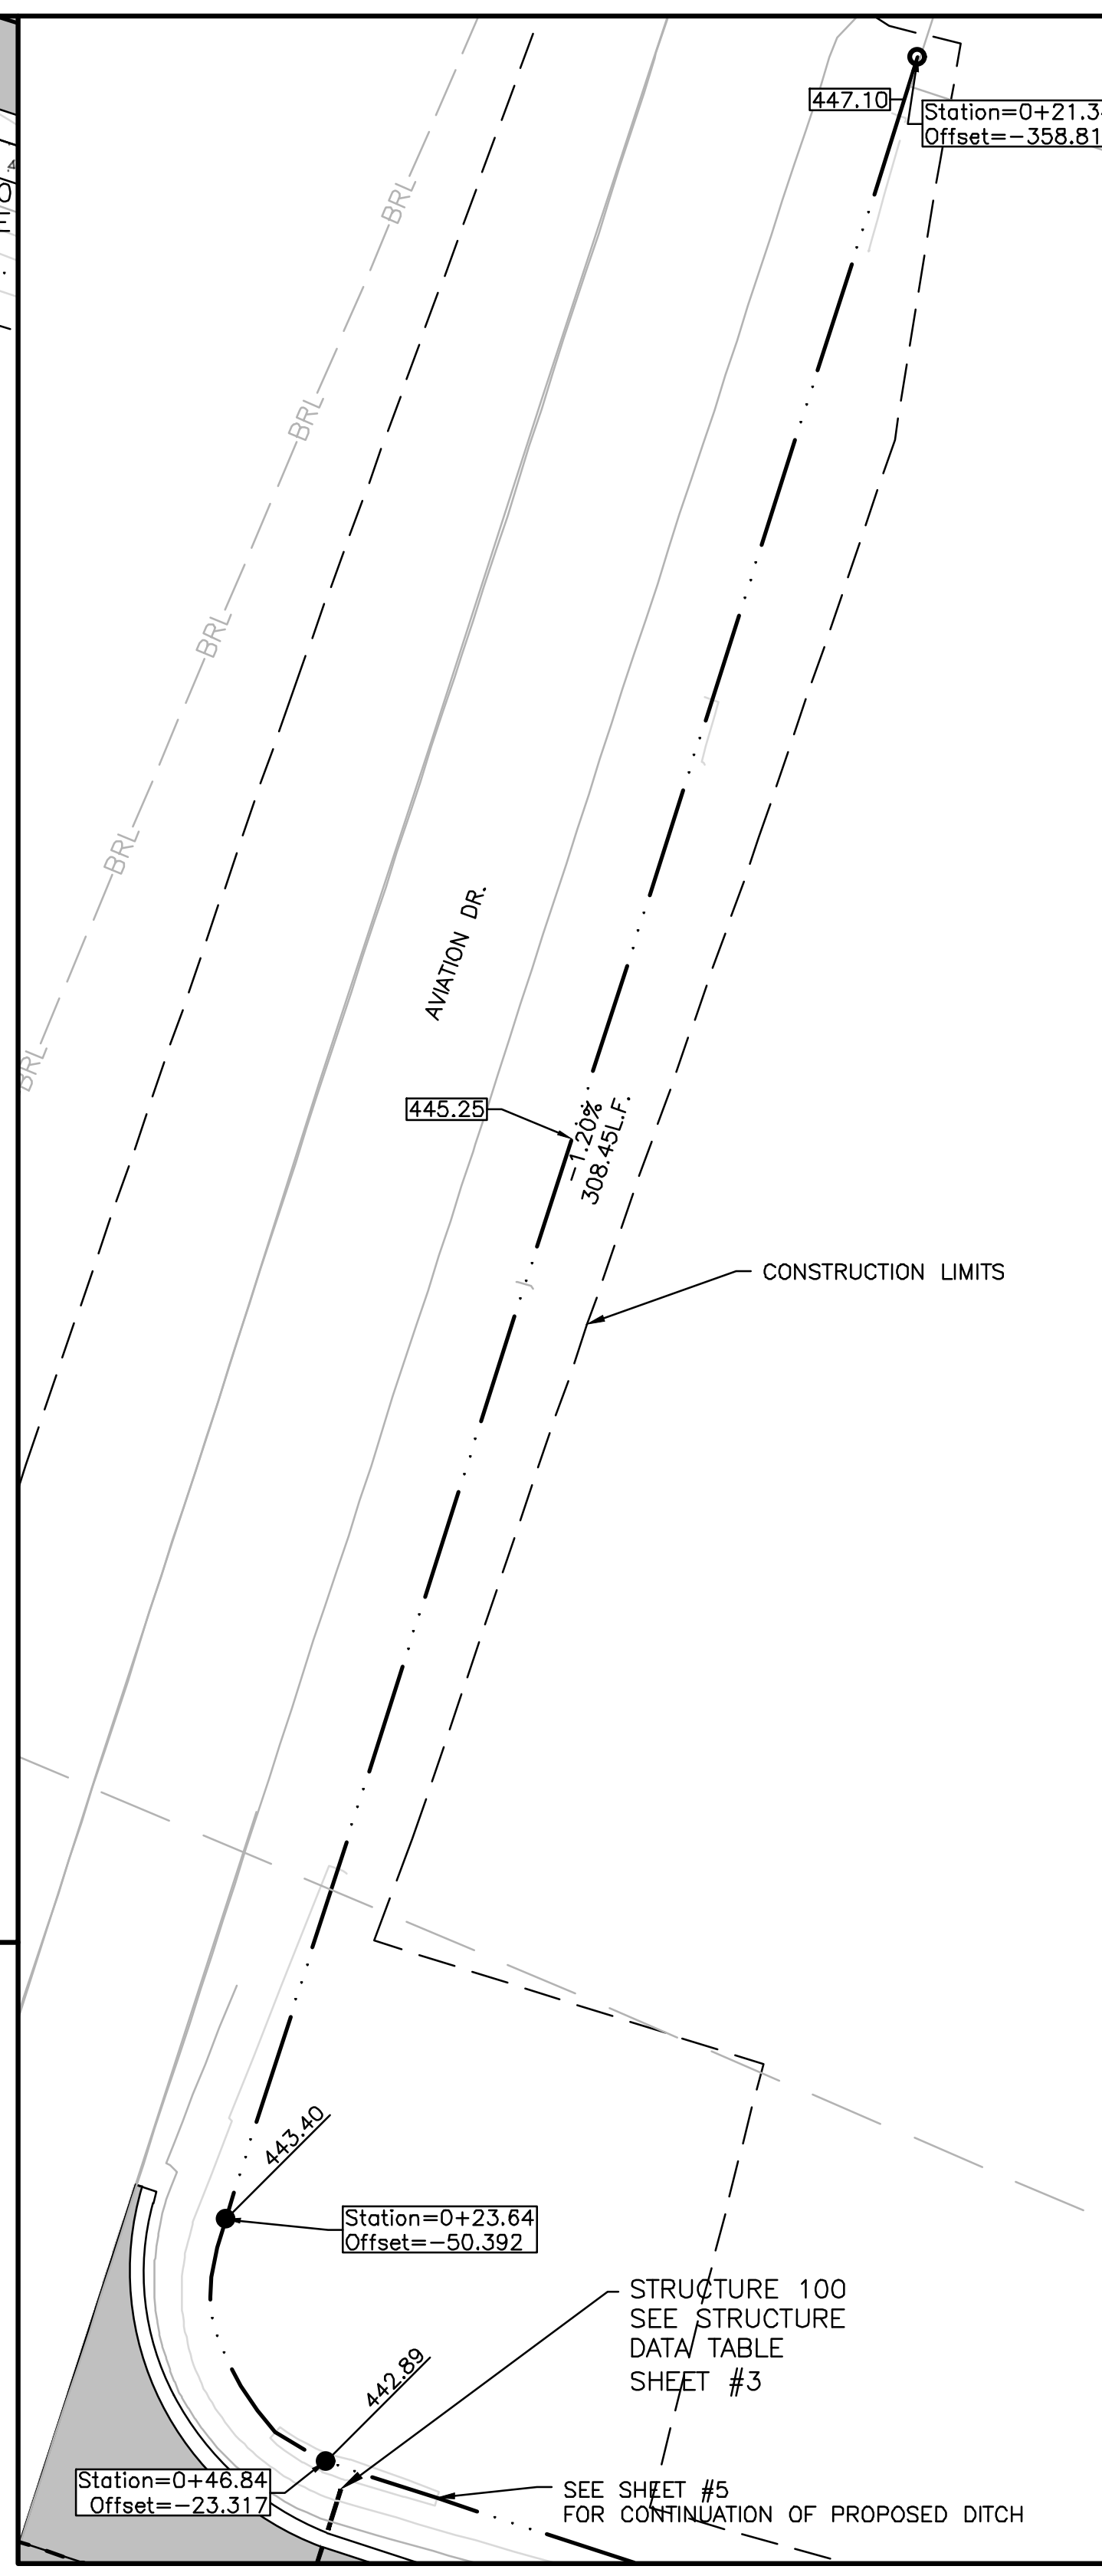 447.10
Station=0+21.3
Offset=-358.81
BRL
BRL
BRL
BRL
BRL
AVIATION DR.
445.25
-1.20%
308.45L.F.
CONSTRUCTION LIMITS
443.40
Station=0+23.64
Offset=-50.392
STRUCTURE 100
SEE STRUCTURE
DATA TABLE
SHEET #3
442.89
Station=0+46.84
Offset=-23.317
SEE SHEET #5
FOR CONTINUATION OF PROPOSED DITCH